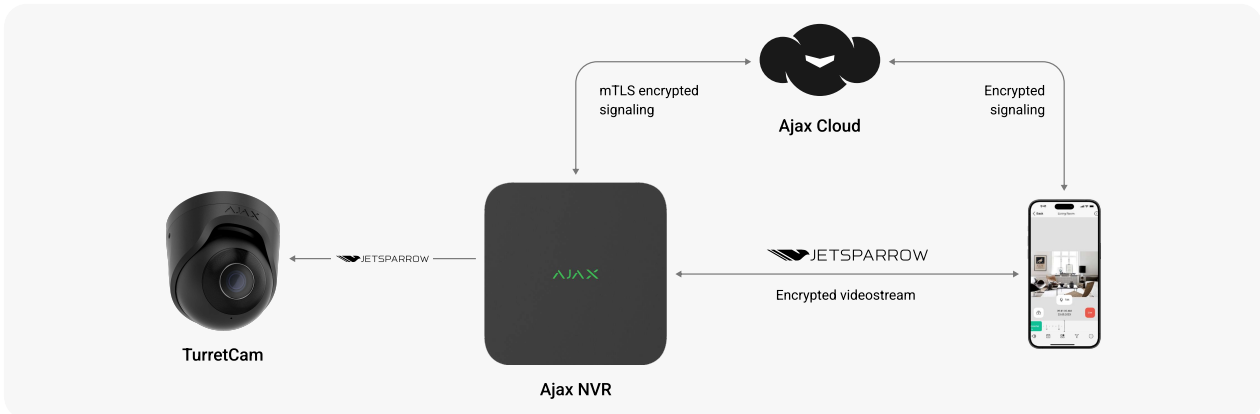 mTLS encrypted
signaling
Encrypted
signaling
Ajax Cloud
AJAX
JETSPARROW
AJAX
JETSPARROW
Encrypted videostream
TurretCam
Ajax NVR